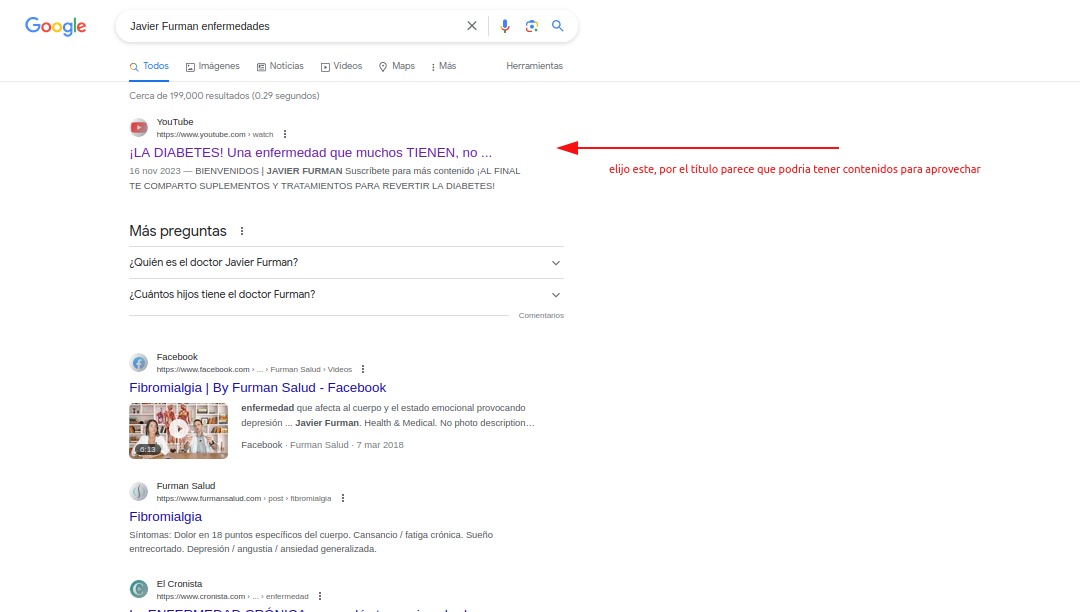 Google
Javier Furman enfermedades
Todos
Imágenes
Noticias
Videos
Maps
Más
Herramientas
Cerca de 199,000 resultados (0.29 segundos)
YouTube
https://www.youtube.com › watch
¡LA DIABETES! Una enfermedad que muchos TIENEN, no ...
16 nov 2023 — BIENVENIDOS | JAVIER FURMAN Suscríbete para más contenido ¡AL FINAL
TE COMPARTO SUPLEMENTOS Y TRATAMIENTOS PARA REVERTIR LA DIABETES!
elijo este, por el título parece que podria tener contenidos para aprovechar
Más preguntas
¿Quién es el doctor Javier Furman?
¿Cuántos hijos tiene el doctor Furman?
Comentarios
Facebook
https://www.facebook.com › ... › Furman Salud › Videos
Fibromialgia | By Furman Salud - Facebook
6:13
enfermedad que afecta al cuerpo y el estado emocional provocando
depresión ... Javier Furman. Health & Medical. No photo description…
Facebook · Furman Salud · 7 mar 2018
Furman Salud
https://www.furmansalud.com › post › fibromialgia
Fibromialgia
Síntomas: Dolor en 18 puntos específicos del cuerpo. Cansancio / fatiga crónica. Sueño
entrecortado. Depresión / angustia / ansiedad generalizada.
El Cronista
https://www.cronista.com › ... › enfermedad